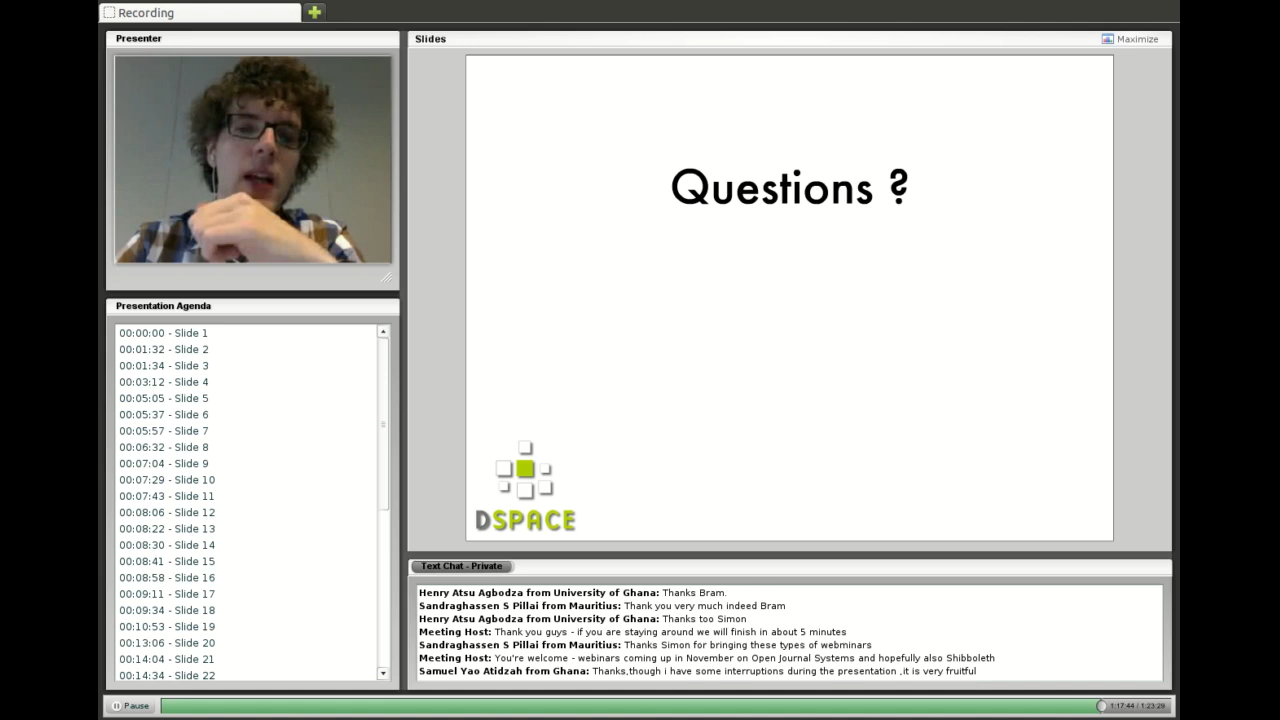 Recording
Presenter
Slides
Maximize
Questions ?
DSPACE
Presentation Agenda
00:00:00 - Slide 1
00:01:32 - Slide 2
00:01:34 - Slide 3
00:03:12 - Slide 4
00:05:05 - Slide 5
00:05:37 - Slide 6
00:05:57 - Slide 7
00:06:32 - Slide 8
00:07:04 - Slide 9
00:07:29 - Slide 10
00:07:43 - Slide 11
00:08:06 - Slide 12
00:08:22 - Slide 13
00:08:30 - Slide 14
00:08:41 - Slide 15
00:08:58 - Slide 16
00:09:11 - Slide 17
00:09:34 - Slide 18
00:10:53 - Slide 19
00:13:06 - Slide 20
00:14:04 - Slide 21
00:14:34 - Slide 22
Text Chat - Private
Henry Atsu Agbodza from University of Ghana: Thanks Bram.
Sandraghassen S Pillai from Mauritius: Thank you very much indeed Bram
Henry Atsu Agbodza from University of Ghana: Thanks too Simon
Meeting Host: Thank you guys - if you are staying around we will finish in about 5 minutes
Sandraghassen S Pillai from Mauritius: Thanks Simon for bringing these types of webminars
Meeting Host: You're welcome - webinars coming up in November on Open Journal Systems and hopefully also Shibboleth
Samuel Yao Atidzah from Ghana: Thanks,though i have some interruptions during the presentation ,it is very fruitful
Pause
1:17:44 / 1:23:29